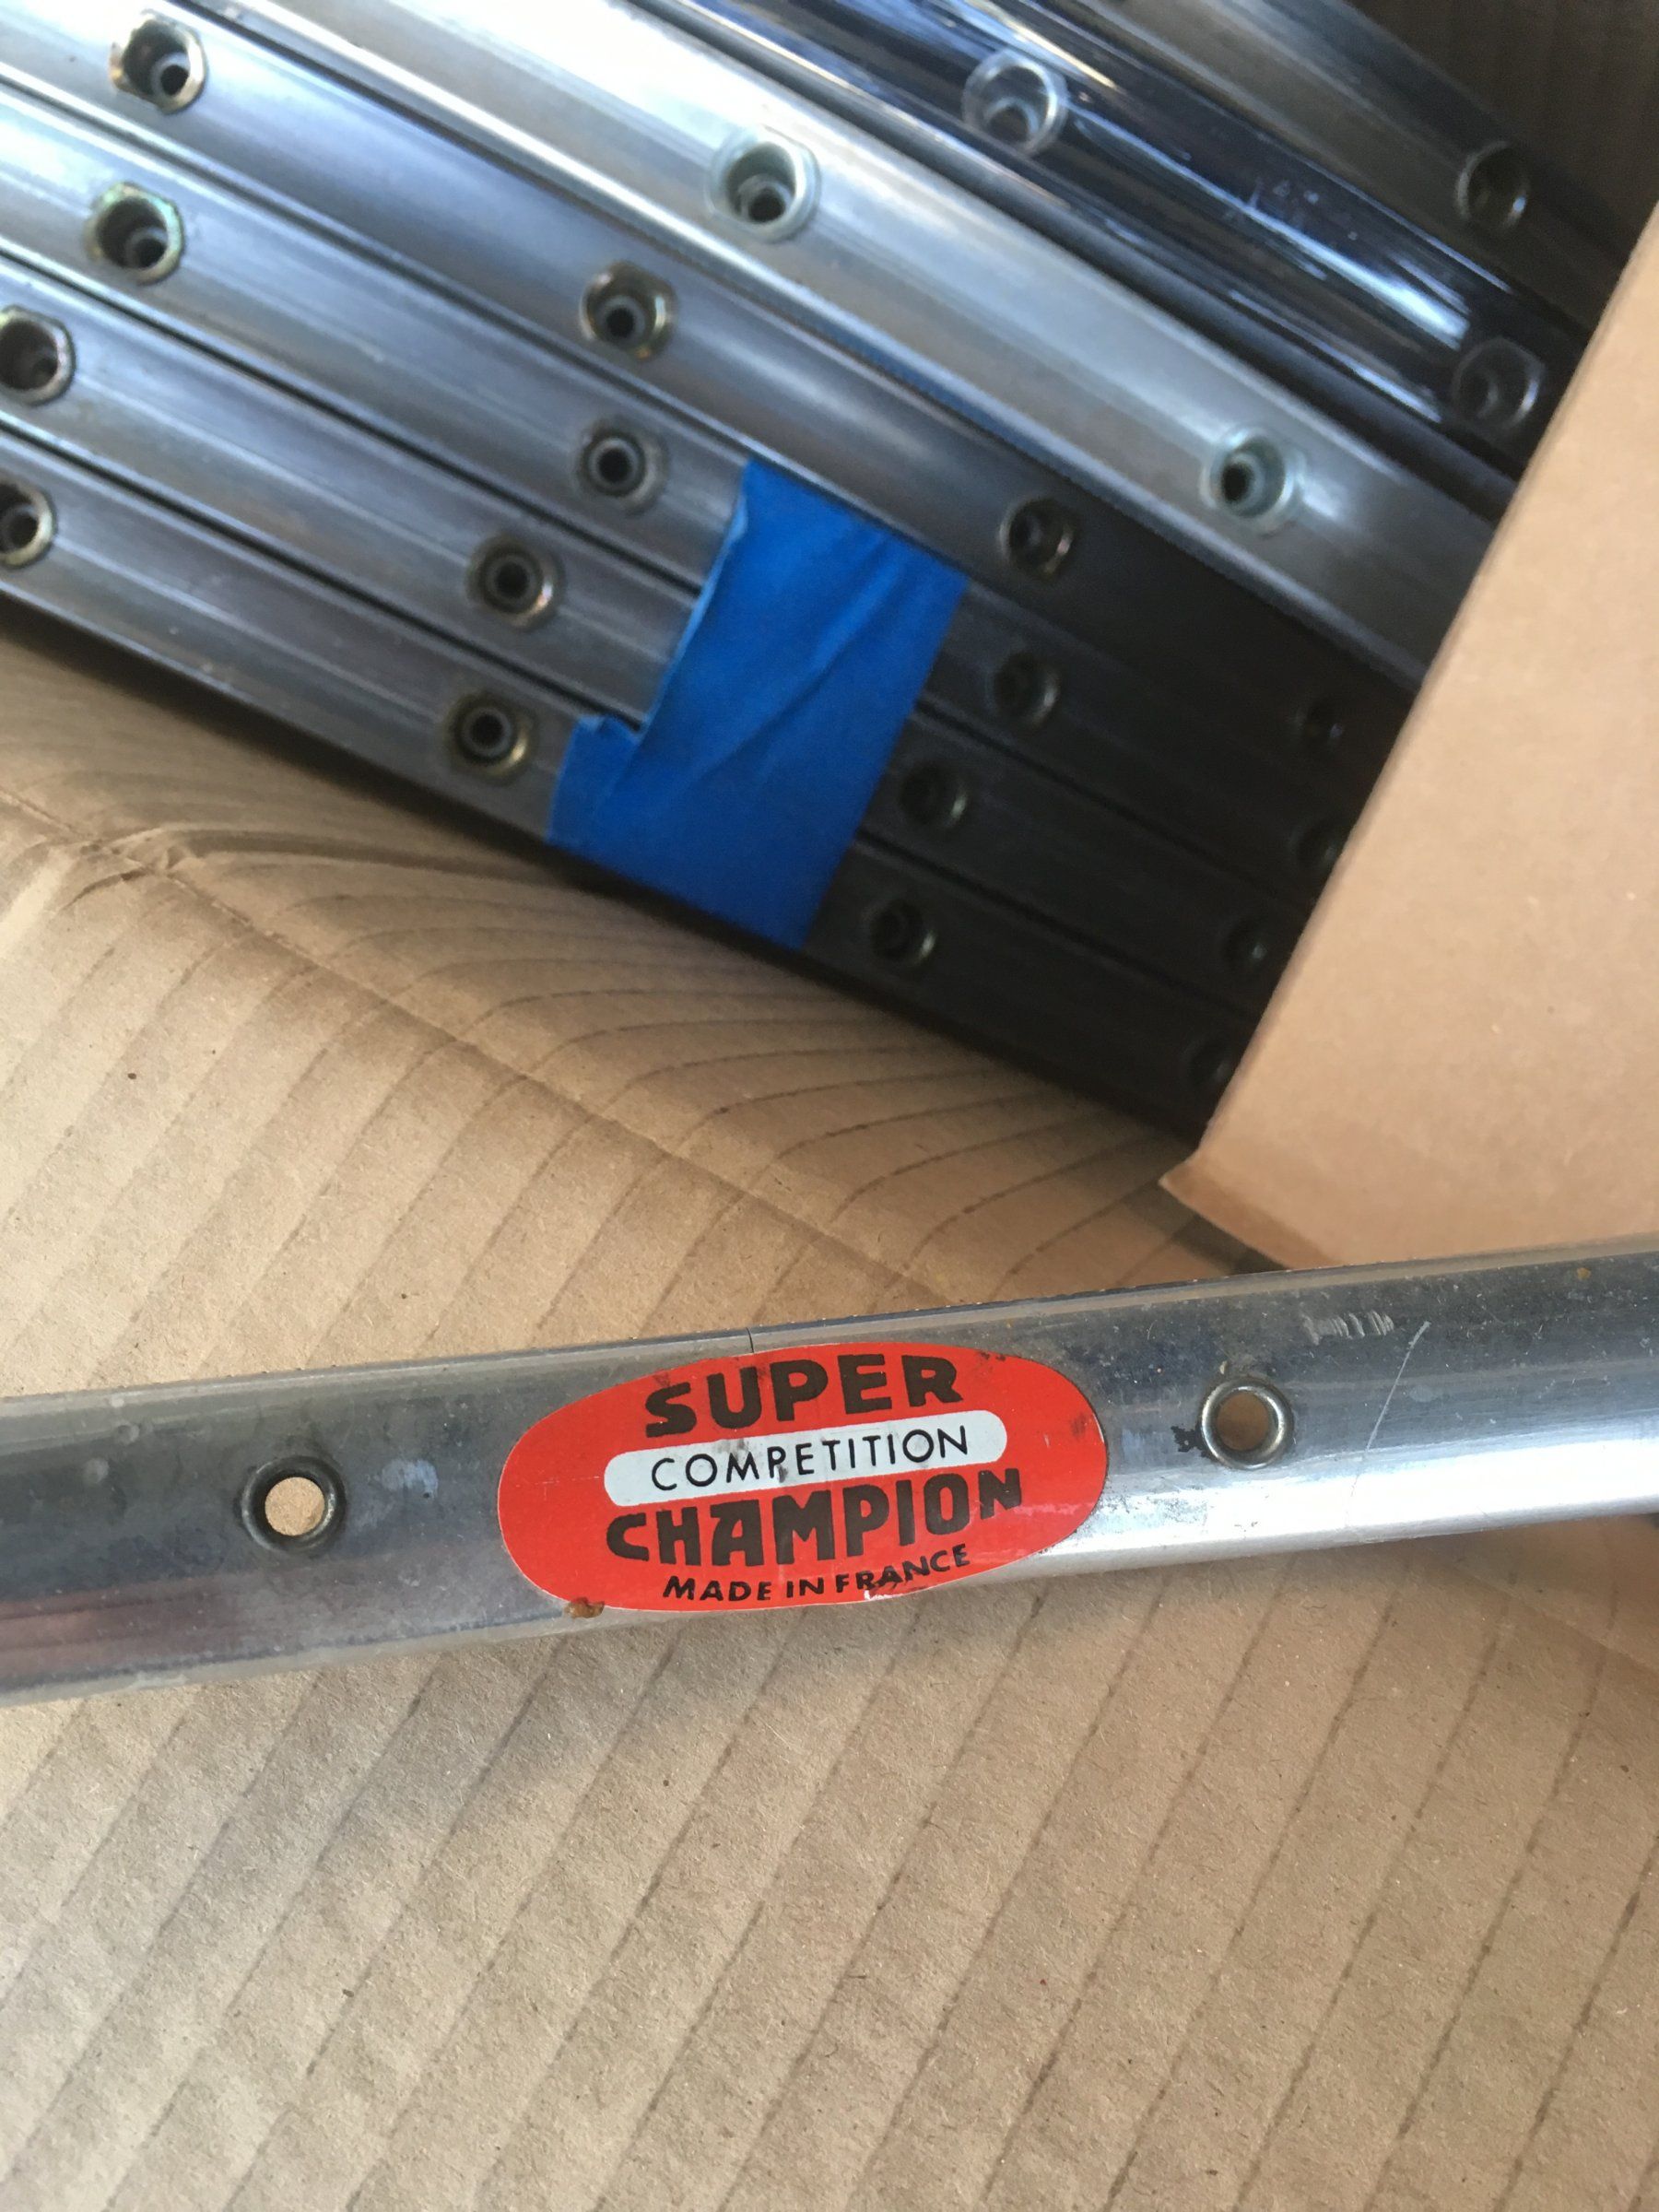 SUPER
COMPETITION
CHAMPION
MADE IN FRANCE